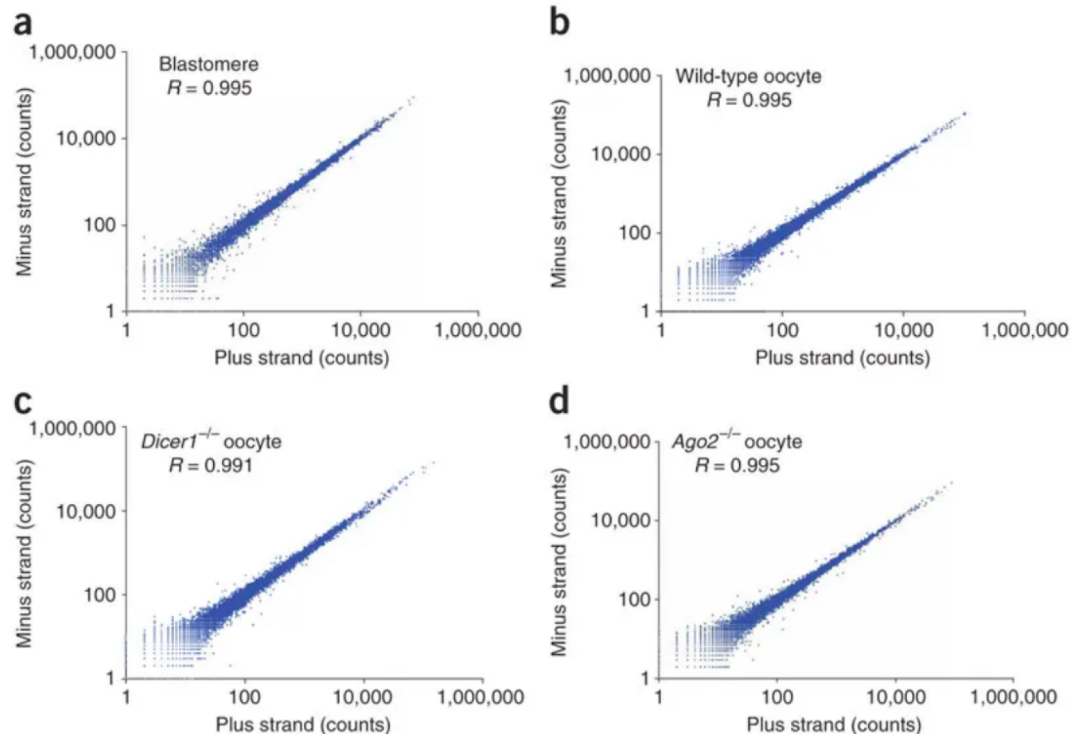 a
1,000,000
10,000
100
1
Minus strand (counts)
Blastomere
R = 0.995
1 100 10,000 1,000,000
Plus strand (counts)
b
1,000,000
10,000
100
1
Minus strand (counts)
Wild-type oocyte
R = 0.995
1 100 10,000 1,000,000
Plus strand (counts)
c
1,000,000
10,000
100
1
Minus strand (counts)
Dicer1−/− oocyte
R = 0.991
1 100 10,000 1,000,000
Plus strand (counts)
d
1,000,000
10,000
100
1
Minus strand (counts)
Ago2−/− oocyte
R = 0.995
1 100 10,000 1,000,000
Plus strand (counts)